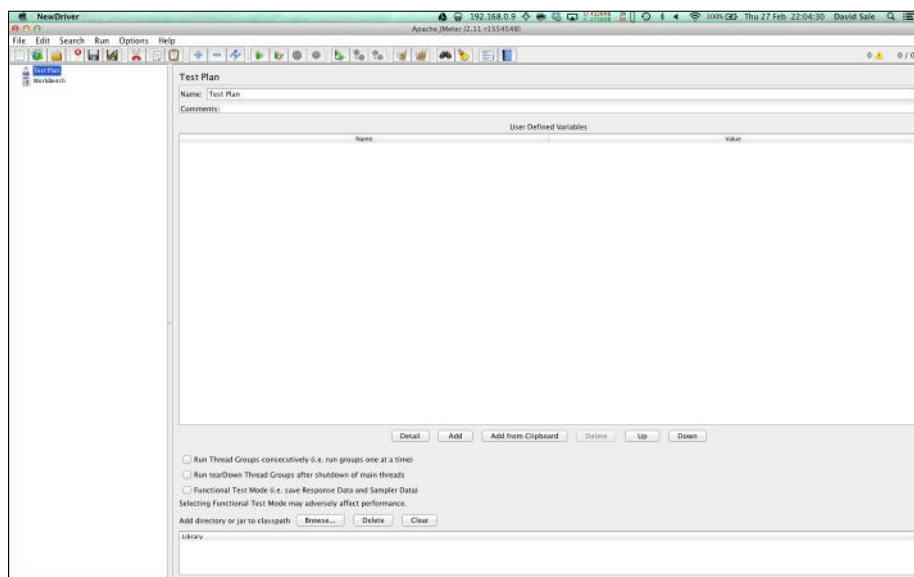 NewDriver 192.168.0.9 100% Thu 27 Feb 22:04:30 David Sale
Apache JMeter (2.11 r1554548)
File Edit Search Run Options Help
0 0 / 0
Test Plan
WorkBench
Test Plan
Name: Test Plan
Comments:
User Defined Variables
Name Value
Detail Add Add from Clipboard Delete Up Down
Run Thread Groups consecutively (i.e. run groups one at a time)
Run tearDown Thread Groups after shutdown of main threads
Functional Test Mode (i.e. save Response Data and Sampler Data)
Selecting Functional Test Mode may adversely affect performance.
Add directory or jar to classpath Browse... Delete Clear
Library